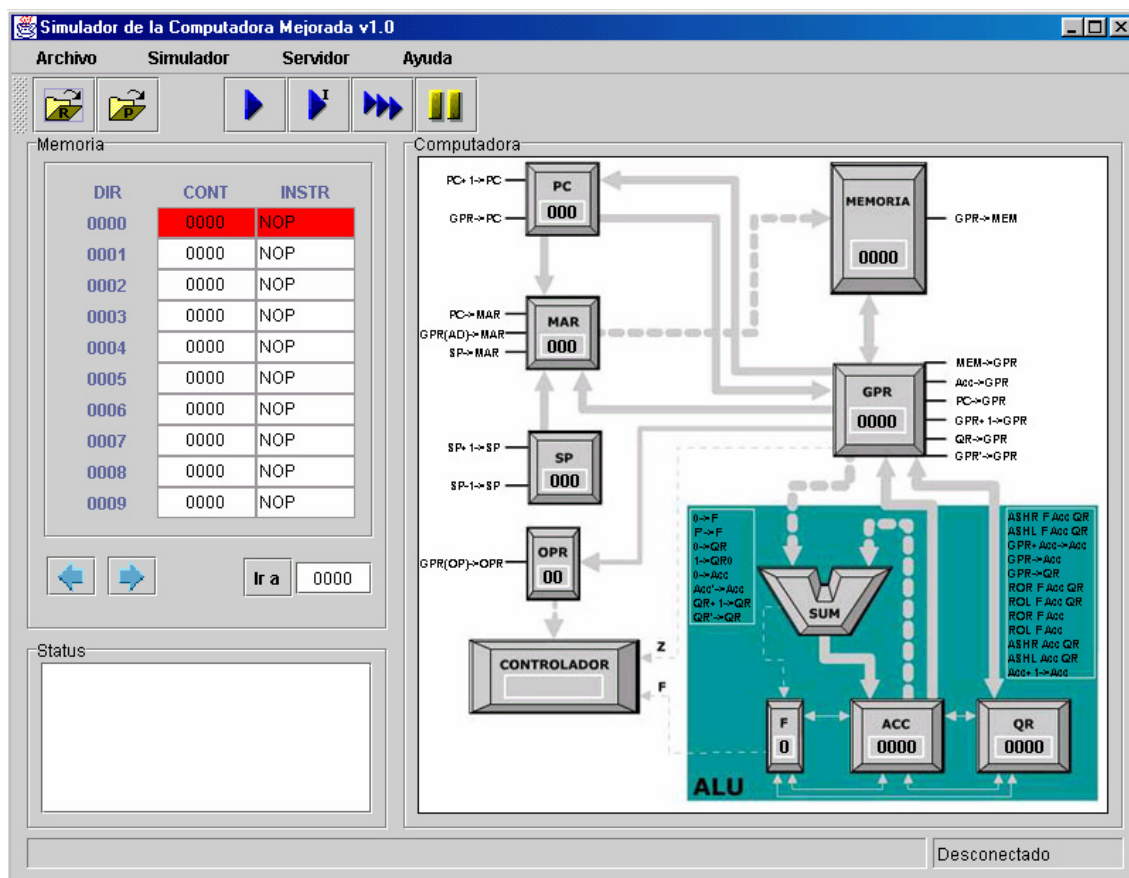 Simulador de la Computadora Mejorada v1.0
Archivo Simulador Servidor Ayuda
R P I
Memoria
DIR CONT INSTR
0000 0000 NOP
0001 0000 NOP
0002 0000 NOP
0003 0000 NOP
0004 0000 NOP
0005 0000 NOP
0006 0000 NOP
0007 0000 NOP
0008 0000 NOP
0009 0000 NOP
Ir a 0000
Status
Computadora
PC+1->PC
GPR->PC
PC
000
MEMORIA
0000
GPR->MEM
PC->MAR
GPR(AD)->MAR
SP->MAR
MAR
000
MEM->GPR
Acc->GPR
PC->GPR
GPR+1->GPR
QR->GPR
GPR'->GPR
GPR
0000
SP+1->SP
SP-1->SP
SP
000
GPR(OP)->OPR
OPR
00
CONTROLADOR
Z
F
0->F
F'->F
0->QR
1->QR0
0->Acc
Acc'->Acc
QR+1->QR
QR'->QR
SUM
ASHR F Acc QR
ASHL F Acc QR
GPR+Acc->Acc
GPR->Acc
GPR->QR
ROR F Acc QR
ROL F Acc QR
ROR F Acc
ROL F Acc
ASHR Acc QR
ASHL Acc QR
Acc+1->Acc
F
0
ACC
0000
QR
0000
ALU
Desconectado